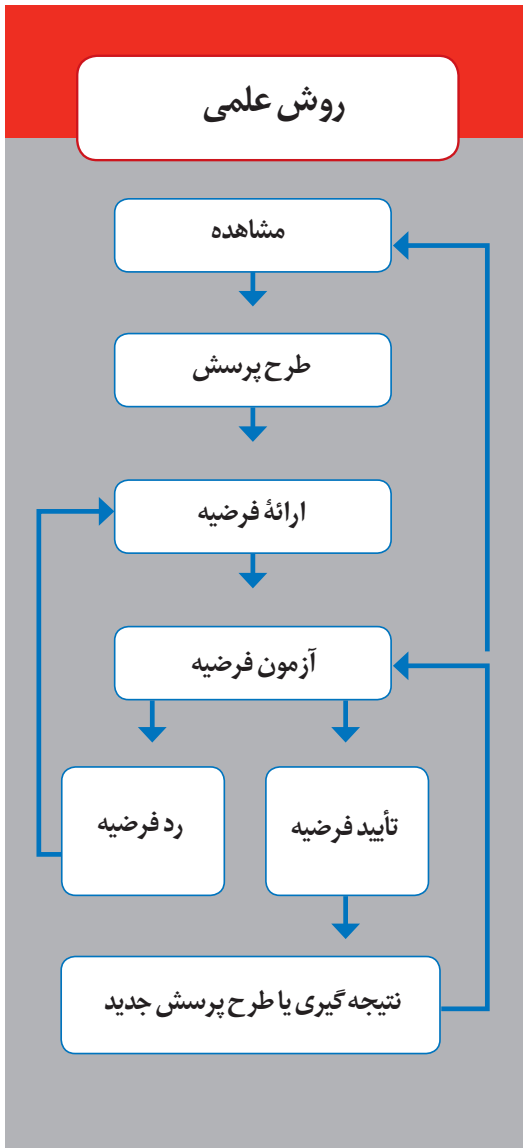 روش علمی
مشاهده
طرح پرسش
ارائهٔ فرضیه
آزمون فرضیه
تأیید فرضیه
رد فرضیه
نتیجه گیری یا طرح پرسش جدید